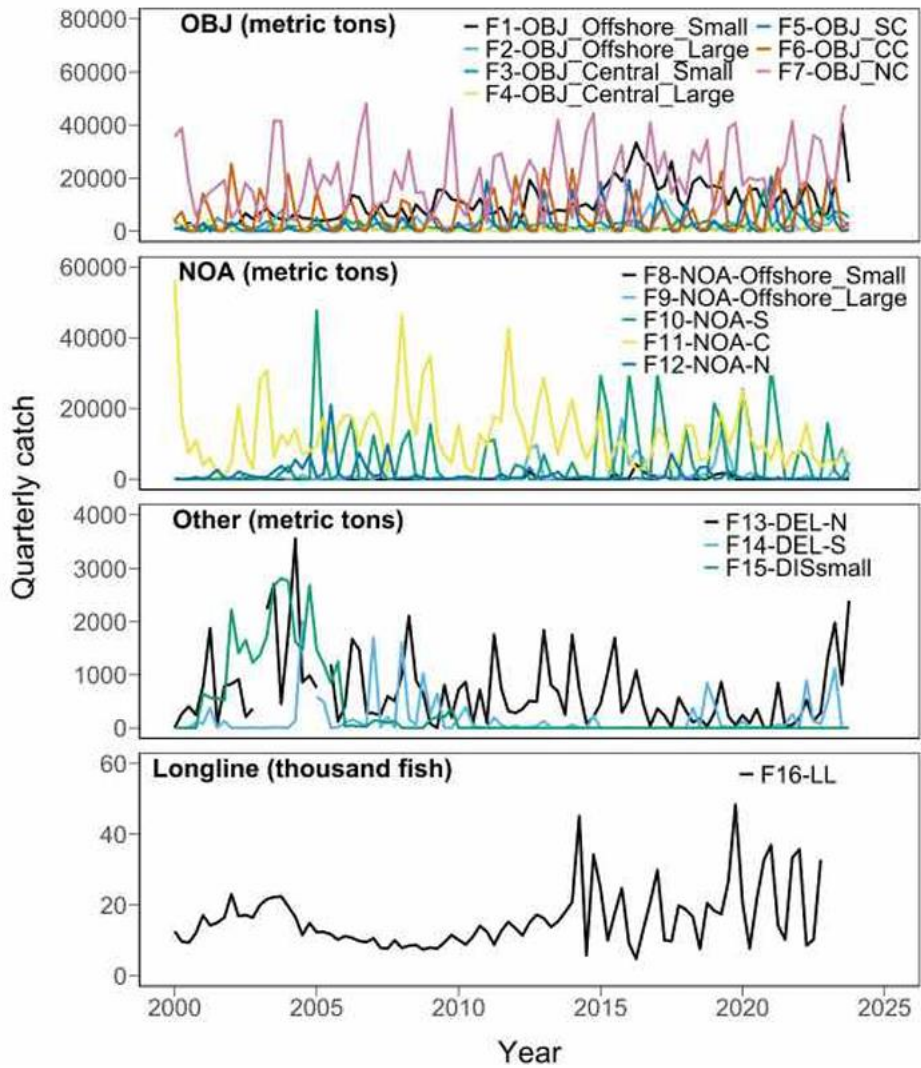 OBJ (metric tons)
F1-OBJ_Offshore_Small
F2-OBJ_Offshore_Large
F3-OBJ_Central_Small
F4-OBJ_Central_Large
F5-OBJ_SC
F6-OBJ_CC
F7-OBJ_NC
80000
60000
40000
20000
0
NOA (metric tons)
F8-NOA-Offshore_Small
F9-NOA-Offshore_Large
F10-NOA-S
F11-NOA-C
F12-NOA-N
60000
40000
20000
0
Quarterly catch
Other (metric tons)
F13-DEL-N
F14-DEL-S
F15-DISsmall
4000
3000
2000
1000
0
Longline (thousand fish)
F16-LL
60
40
20
0
2000 2005 2010 2015 2020 2025
Year